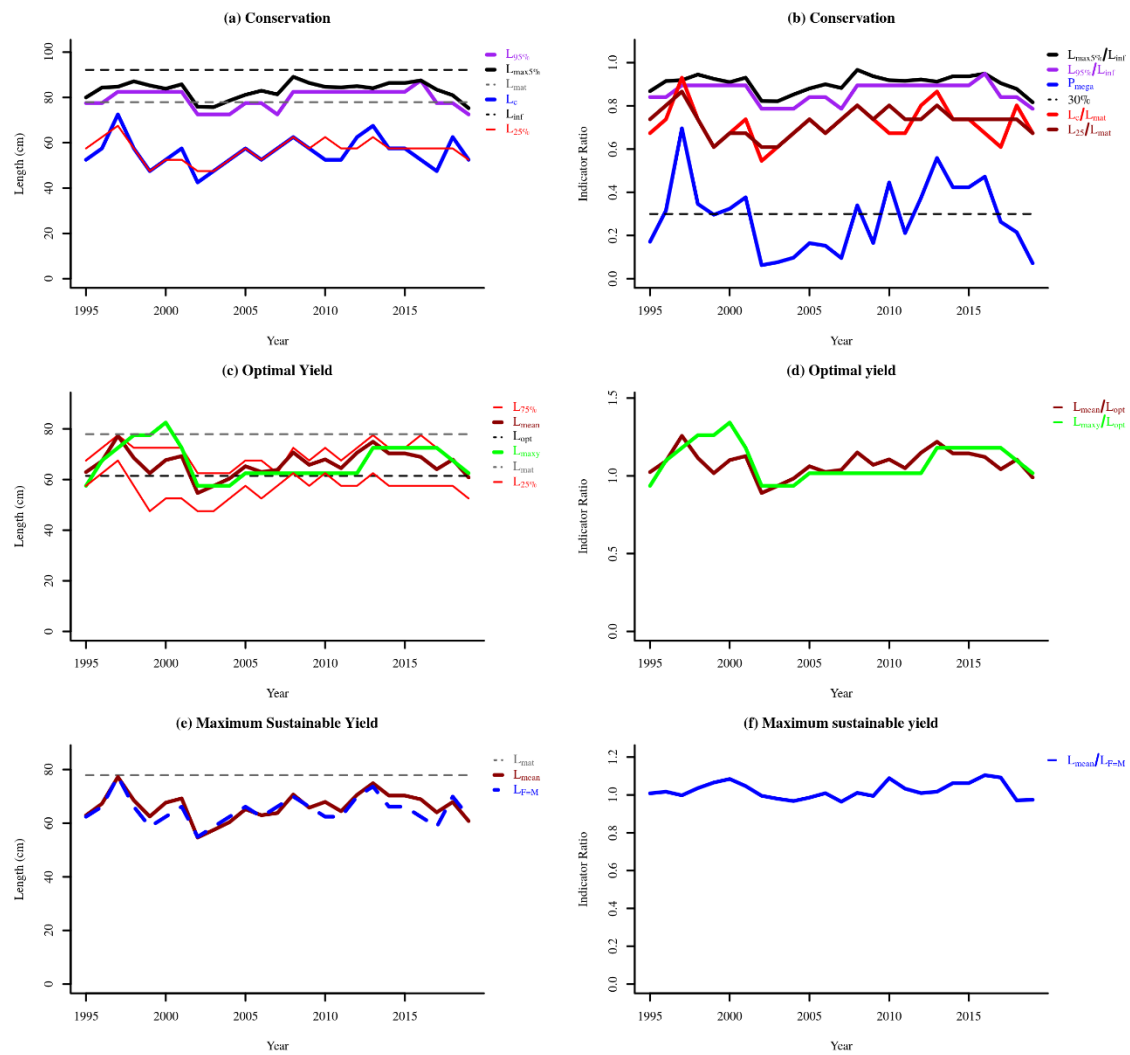 (a) Conservation
Length (cm)
0 20 40 60 80 100
1995 2000 2005 2010 2015
Year
L95%
Lmax5%
Lmat
Lc
Linf
L25%
(b) Conservation
Indicator Ratio
0.0 0.2 0.4 0.6 0.8 1.0
1995 2000 2005 2010 2015
Year
Lmax5%/Linf
L95%/Linf
Pmega
30%
Lc/Lmat
L25/Lmat
(c) Optimal Yield
Length (cm)
0 20 40 60 80
1995 2000 2005 2010 2015
Year
L75%
Lmean
Lopt
Lmaxy
Lmat
L25%
(d) Optimal yield
Indicator Ratio
0.0 0.5 1.0 1.5
1995 2000 2005 2010 2015
Year
Lmean/Lopt
Lmaxy/Lopt
(e) Maximum Sustainable Yield
Length (cm)
0 20 40 60 80
1995 2000 2005 2010 2015
Year
Lmat
Lmean
LF=M
(f) Maximum sustainable yield
Indicator Ratio
0.0 0.2 0.4 0.6 0.8 1.0 1.2
1995 2000 2005 2010 2015
Year
Lmean/LF=M